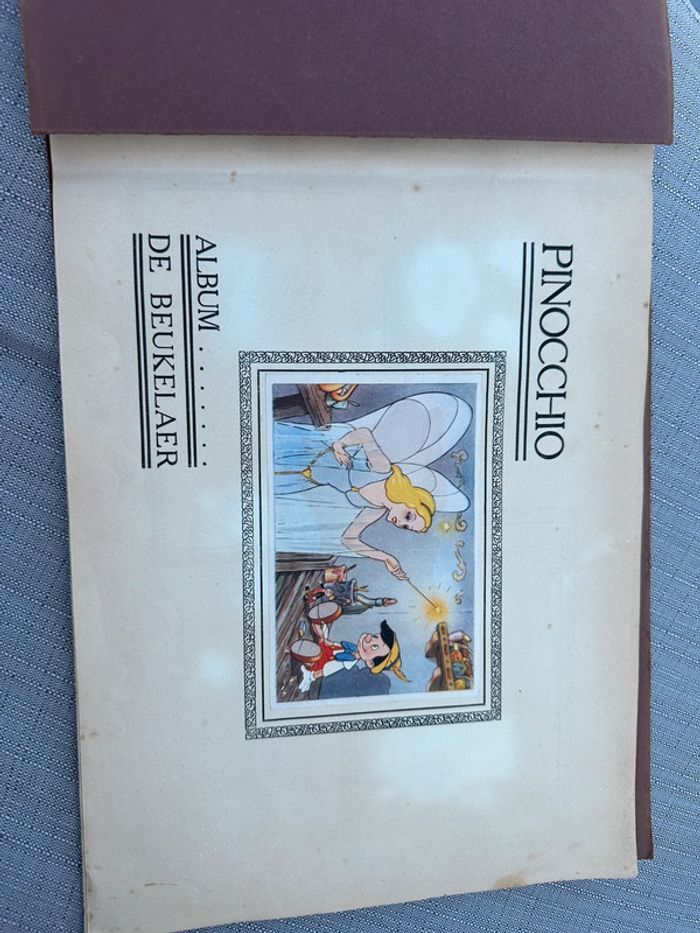 PINOCCHIO
ALBUM .......
DE BEUKELAER